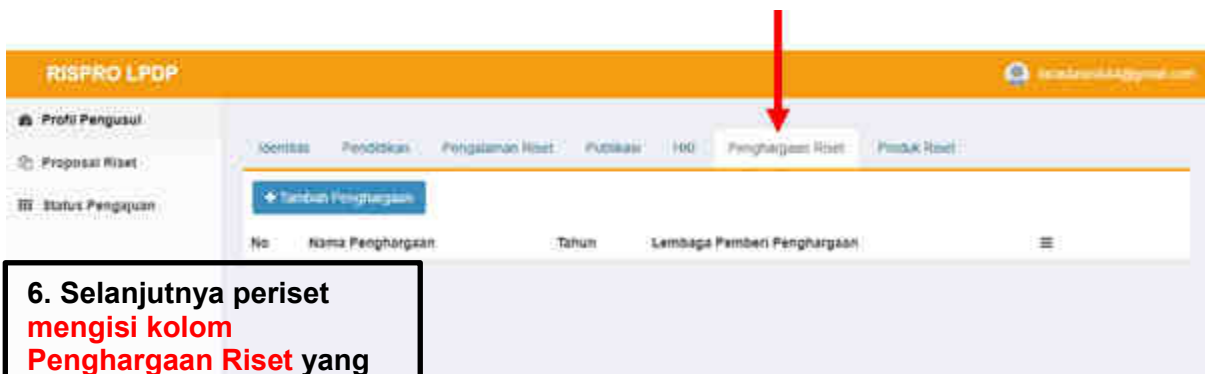 RISPRO LPDP
Profil Pengusul
Identitas Pendidikan Pengalaman Riset Publikasi HKI Penghargaan Riset Produk Riset
Proposal Riset
+ Tambah Penghargaan
Status Pengajuan
No Nama Penghargaan Tahun Lembaga Pemberi Penghargaan
6. Selanjutnya periset
mengisi kolom
Penghargaan Riset yang